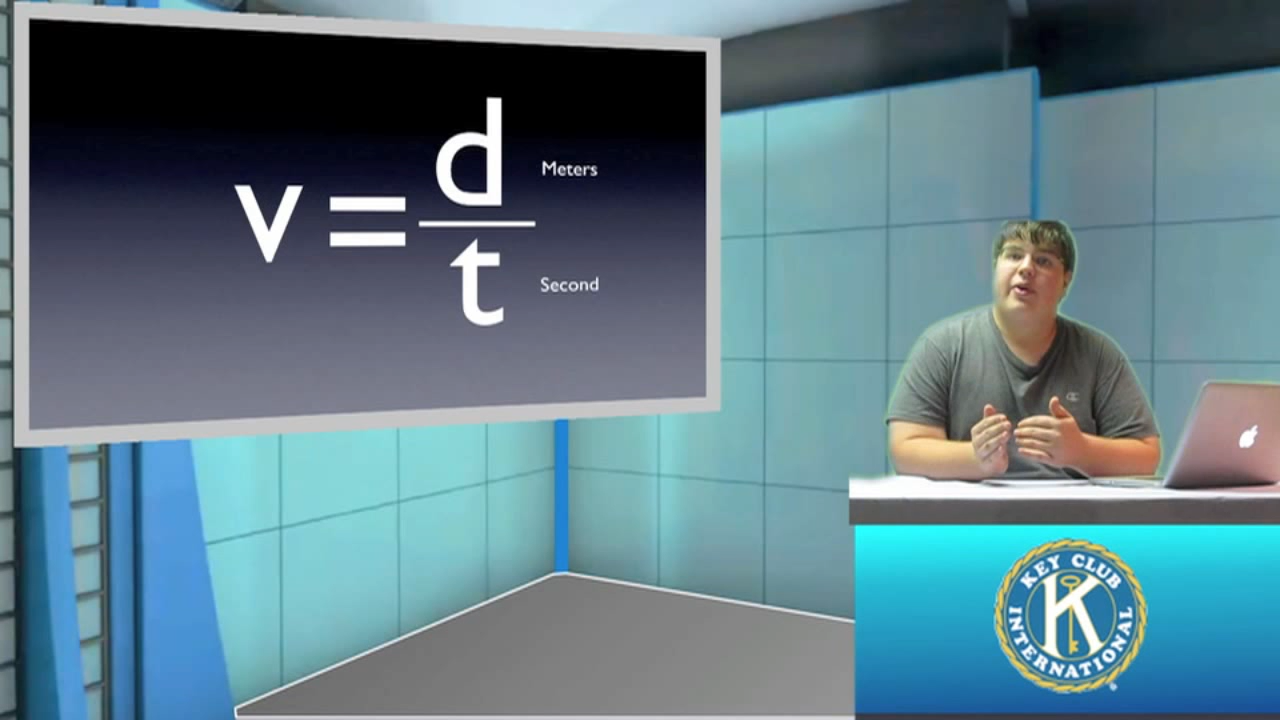 v = d/t
Meters
Second
KEY CLUB
K
INTERNATIONAL